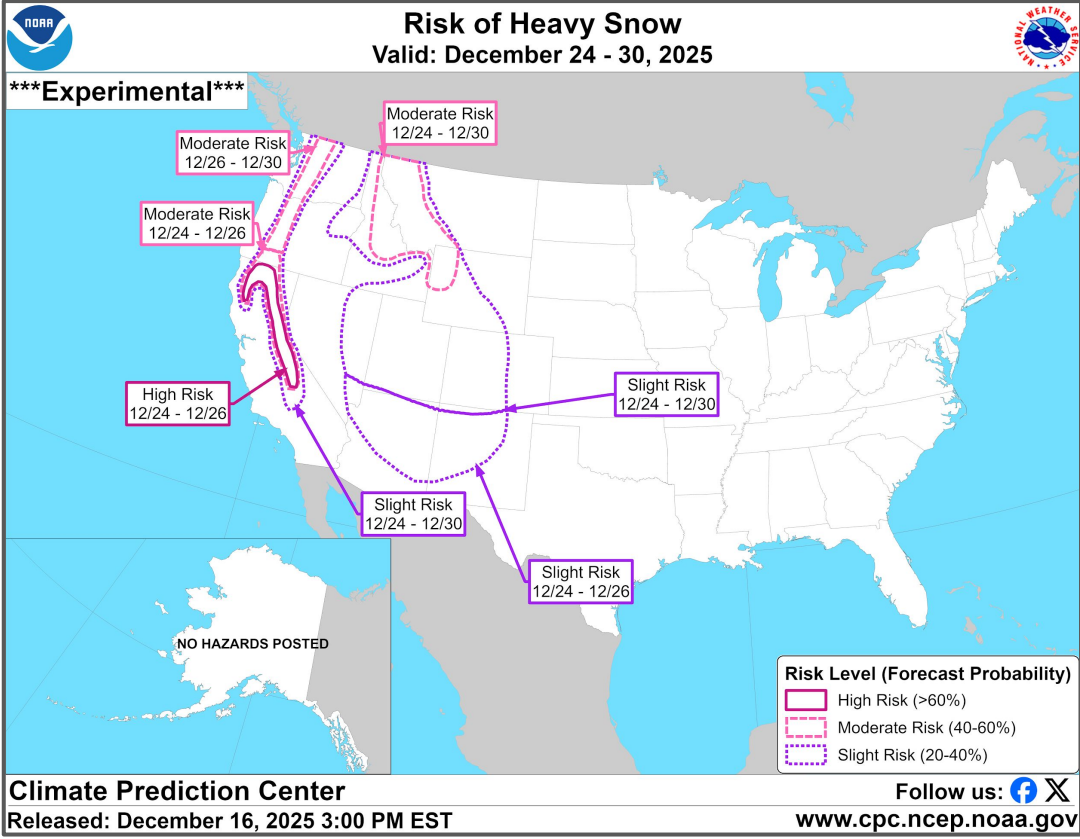 NOAA
Risk of Heavy Snow
Valid: December 24 - 30, 2025
NATIONAL WEATHER SERVICE
***Experimental***
Moderate Risk
12/24 - 12/30
Moderate Risk
12/26 - 12/30
Moderate Risk
12/24 - 12/26
High Risk
12/24 - 12/26
Slight Risk
12/24 - 12/30
Slight Risk
12/24 - 12/30
Slight Risk
12/24 - 12/26
NO HAZARDS POSTED
Risk Level (Forecast Probability)
High Risk (>60%)
Moderate Risk (40-60%)
Slight Risk (20-40%)
Climate Prediction Center
Follow us:
Released: December 16, 2025 3:00 PM EST
www.cpc.ncep.noaa.gov